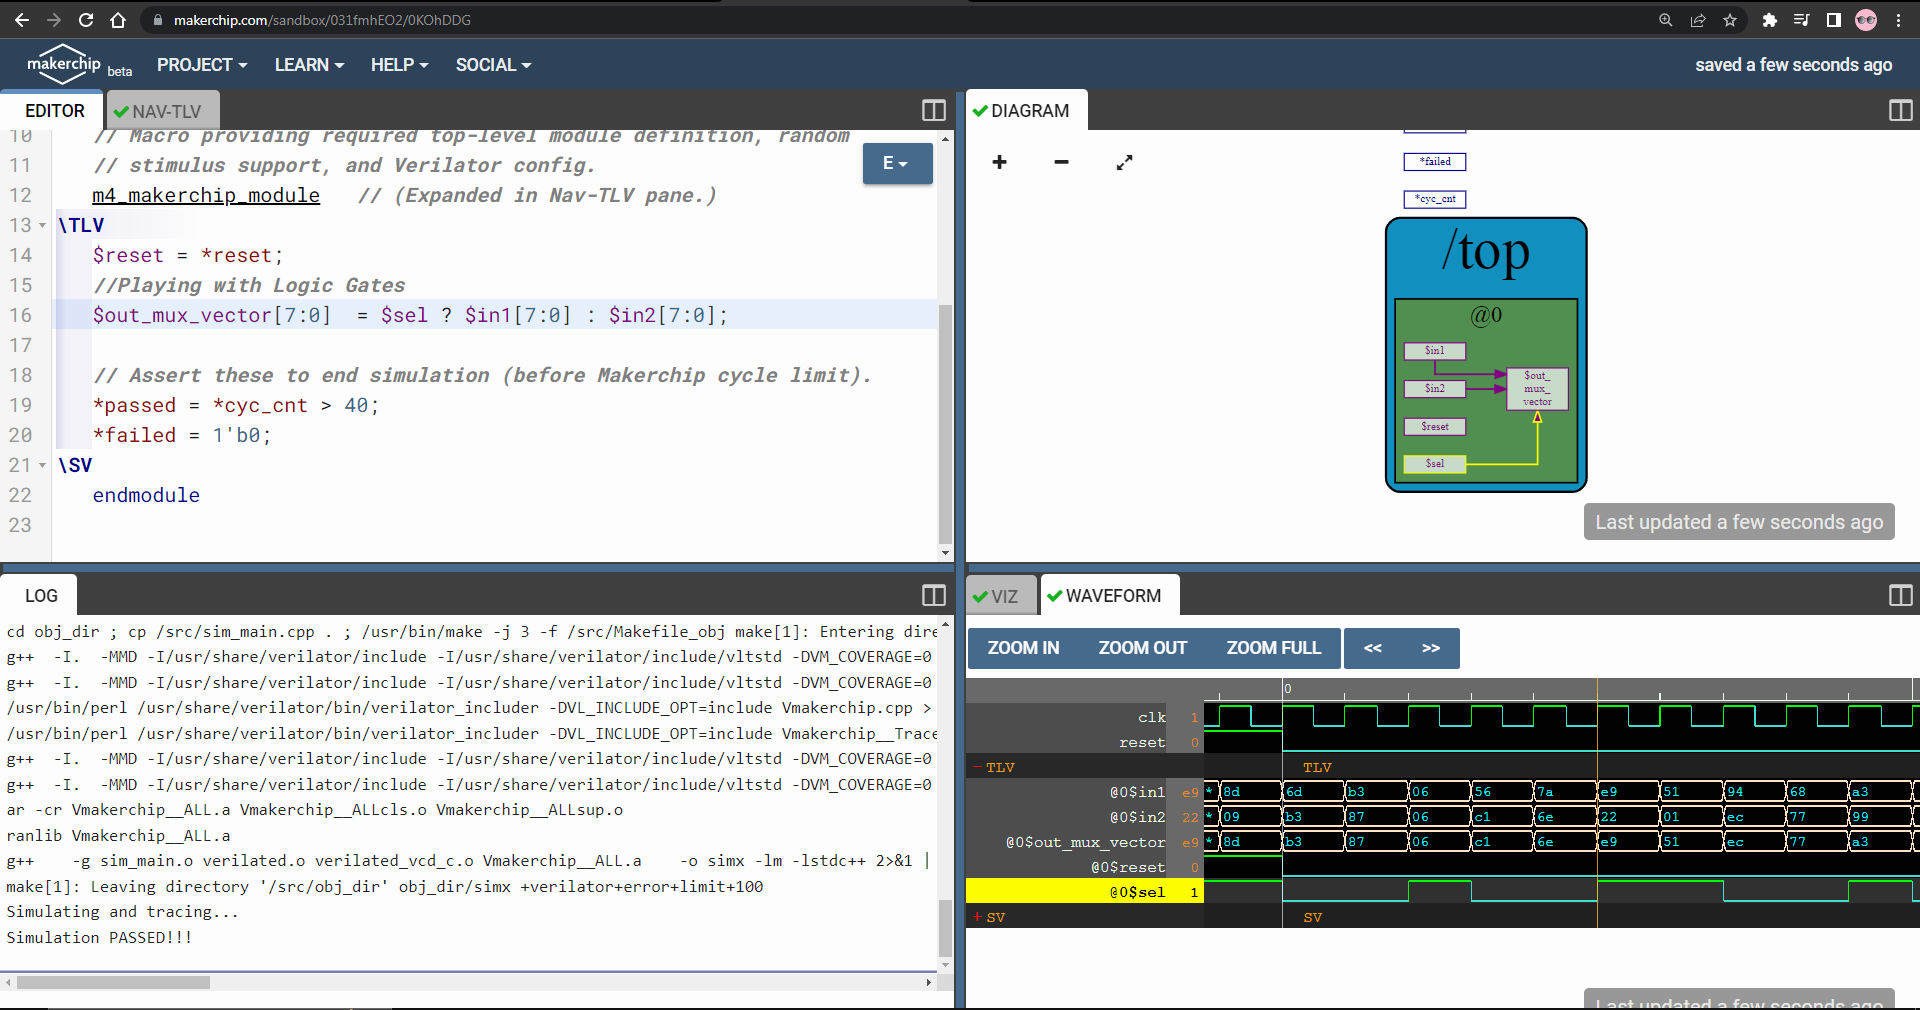 makerchip.com/sandbox/031fmhEO2/0KOhDDG
makerchip beta PROJECT LEARN HELP SOCIAL saved a few seconds ago
EDITOR NAV-TLV
10 // Macro providing required top-level module definition, random
11 // stimulus support, and Verilator config.
12 m4_makerchip_module // (Expanded in Nav-TLV pane.)
13 \TLV
14 $reset = *reset;
15 //Playing with Logic Gates
16 $out_mux_vector[7:0] = $sel ? $in1[7:0] : $in2[7:0];
17
18 // Assert these to end simulation (before Makerchip cycle limit).
19 *passed = *cyc_cnt > 40;
20 *failed = 1'b0;
21 \SV
22 endmodule
23
E
DIAGRAM
*failed
*cyc_cnt
/top
@0
$in1
$in2
$out_
mux_
vector
$reset
$sel
Last updated a few seconds ago
LOG
cd obj_dir ; cp /src/sim_main.cpp . ; /usr/bin/make -j 3 -f /src/Makefile_obj make[1]: Entering dire
g++ -I. -MMD -I/usr/share/verilator/include -I/usr/share/verilator/include/vltstd -DVM_COVERAGE=0
g++ -I. -MMD -I/usr/share/verilator/include -I/usr/share/verilator/include/vltstd -DVM_COVERAGE=0
/usr/bin/perl /usr/share/verilator/bin/verilator_includer -DVL_INCLUDE_OPT=include Vmakerchip.cpp >
/usr/bin/perl /usr/share/verilator/bin/verilator_includer -DVL_INCLUDE_OPT=include Vmakerchip__Trace
g++ -I. -MMD -I/usr/share/verilator/include -I/usr/share/verilator/include/vltstd -DVM_COVERAGE=0
g++ -I. -MMD -I/usr/share/verilator/include -I/usr/share/verilator/include/vltstd -DVM_COVERAGE=0
ar -cr Vmakerchip__ALL.a Vmakerchip__ALLcls.o Vmakerchip__ALLsup.o
ranlib Vmakerchip__ALL.a
g++ -g sim_main.o verilated.o verilated_vcd_c.o Vmakerchip__ALL.a -o simx -lm -lstdc++ 2>&1 |
make[1]: Leaving directory '/src/obj_dir' obj_dir/simx +verilator+error+limit+100
Simulating and tracing...
Simulation PASSED!!!
VIZ WAVEFORM
ZOOM IN ZOOM OUT ZOOM FULL << >>
0
clk 1
reset 0
- TLV TLV
@0$in1 e9 * 8d 6d b3 06 56 7a e9 51 94 68 a3
@0$in2 22 * 09 b3 87 06 c1 6e 22 01 ec 77 99
@0$out_mux_vector e9 * 8d b3 87 06 c1 6e e9 51 ec 77 a3
@0$reset 0
@0$sel 1
+ SV SV
Last updated a few seconds ago